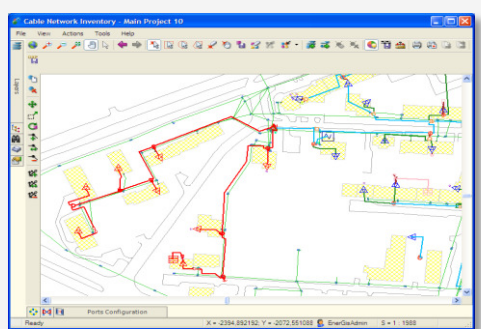 Cable Network Inventory - Main Project 10
File View Actions Tools Help
Layers
Ports Configuration
Ready X = -2394.892192; Y = -2072.551088 EnerGisAdmin S = 1 : 1988